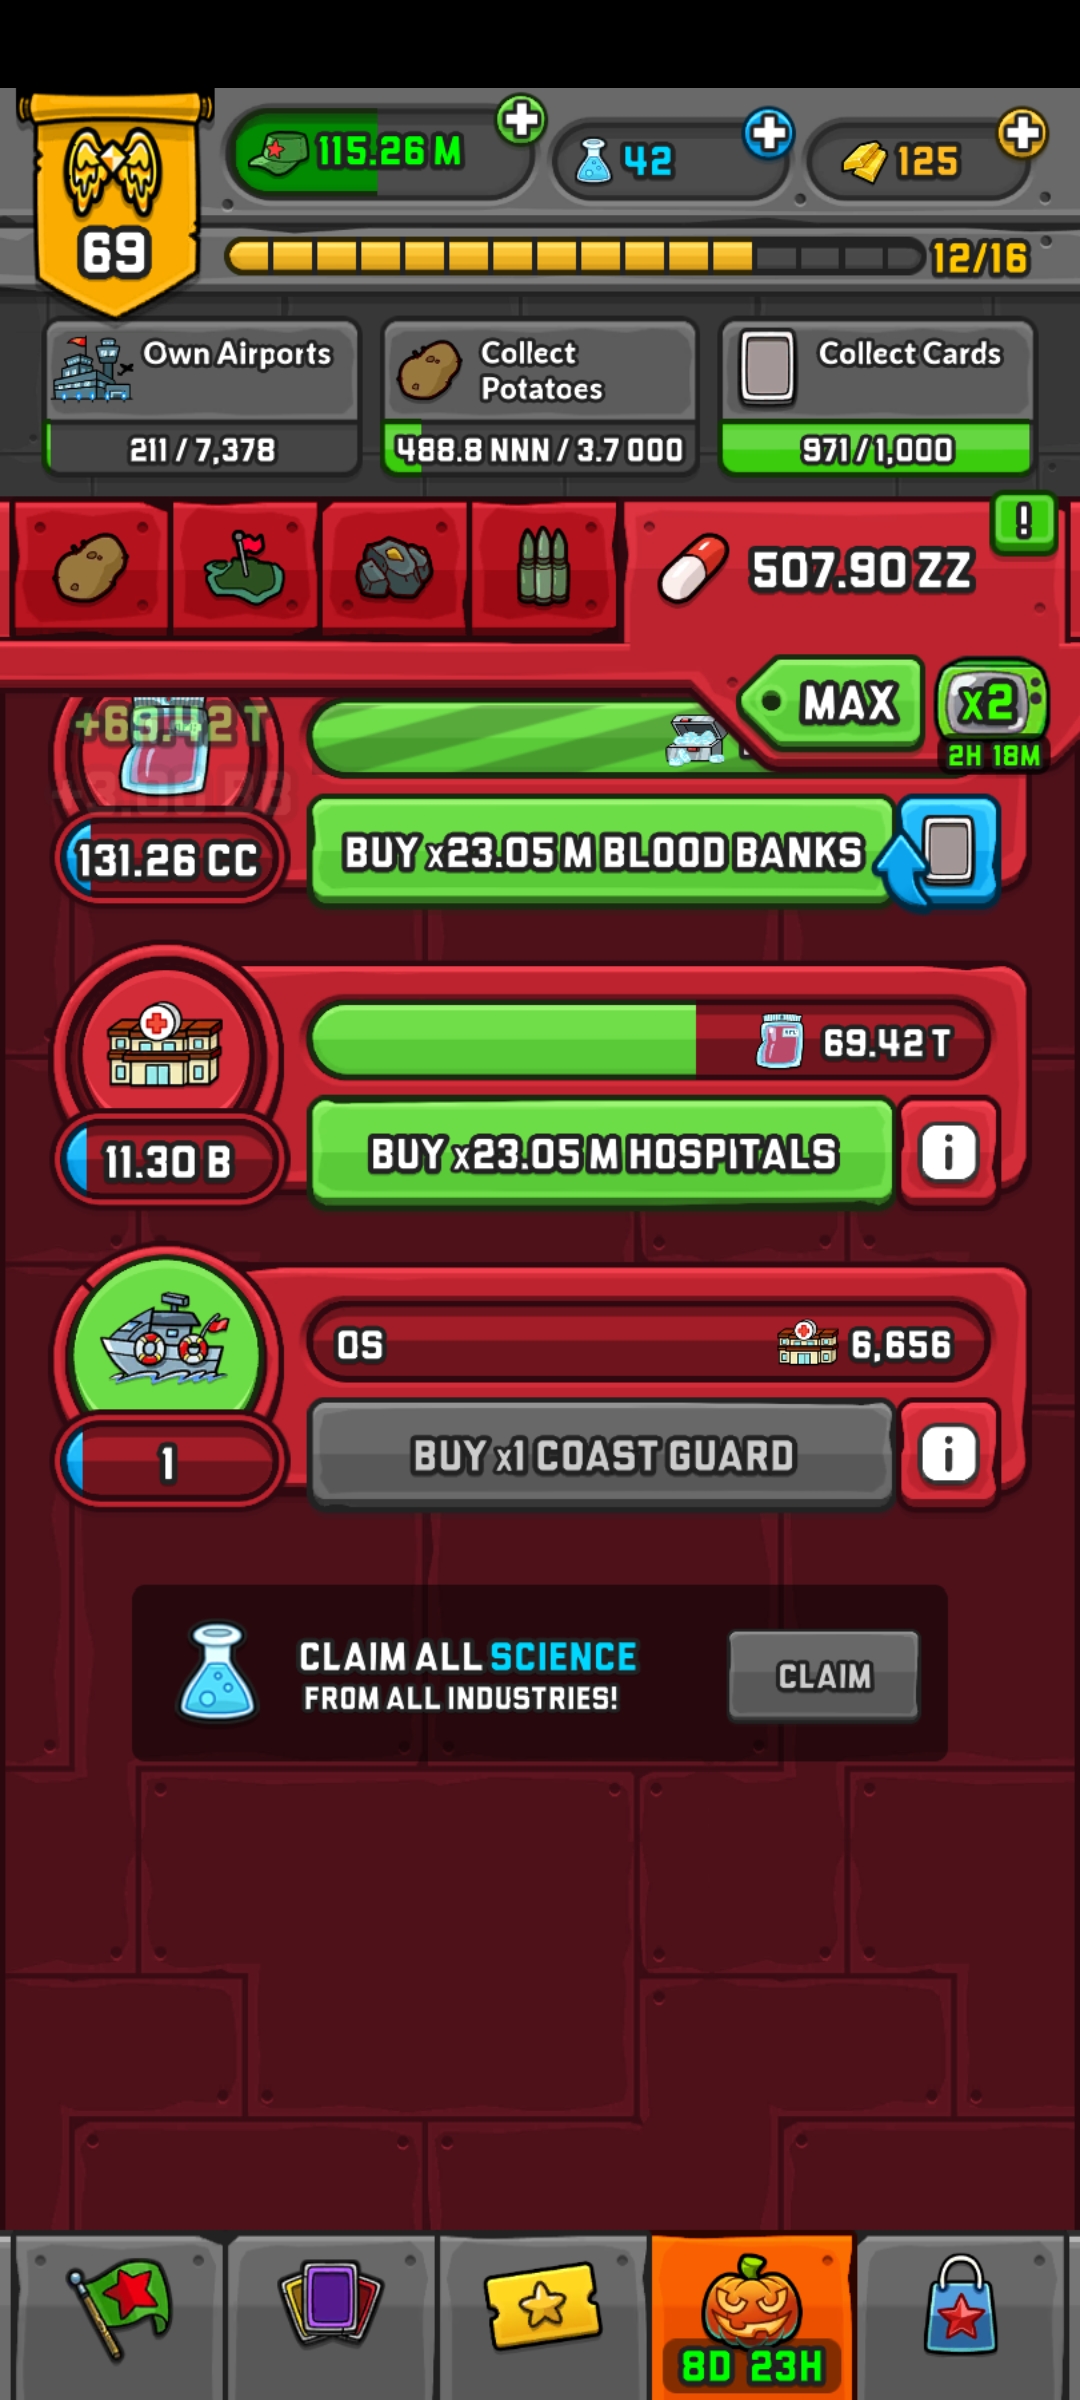 115.26 M
42
125
69
12/16
Own Airports
211 / 7,378
Collect
Potatoes
488.8 NNN / 3.7 OOO
Collect Cards
971 / 1,000
!
507.90 ZZ
MAX
x2
2H 18M
+69.42 T
131.26 CC
BUY x23.05 M BLOOD BANKS
69.42 T
11.30 B
BUY x23.05 M HOSPITALS
i
0S
6,656
1
BUY x1 COAST GUARD
i
CLAIM ALL SCIENCE
FROM ALL INDUSTRIES!
CLAIM
8D 23H